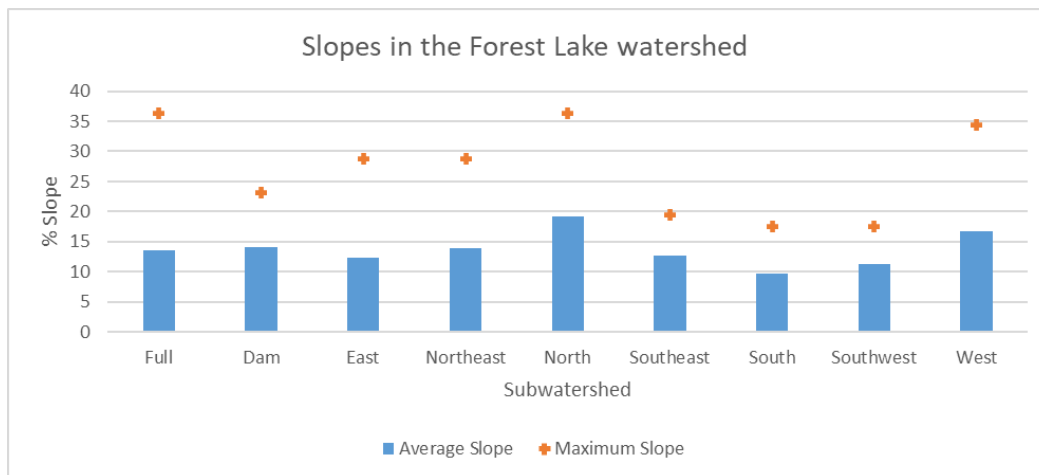 Slopes in the Forest Lake watershed
40
35
30
25
20
15
10
5
0
% Slope
Full Dam East Northeast North Southeast South Southwest West
Subwatershed
Average Slope Maximum Slope